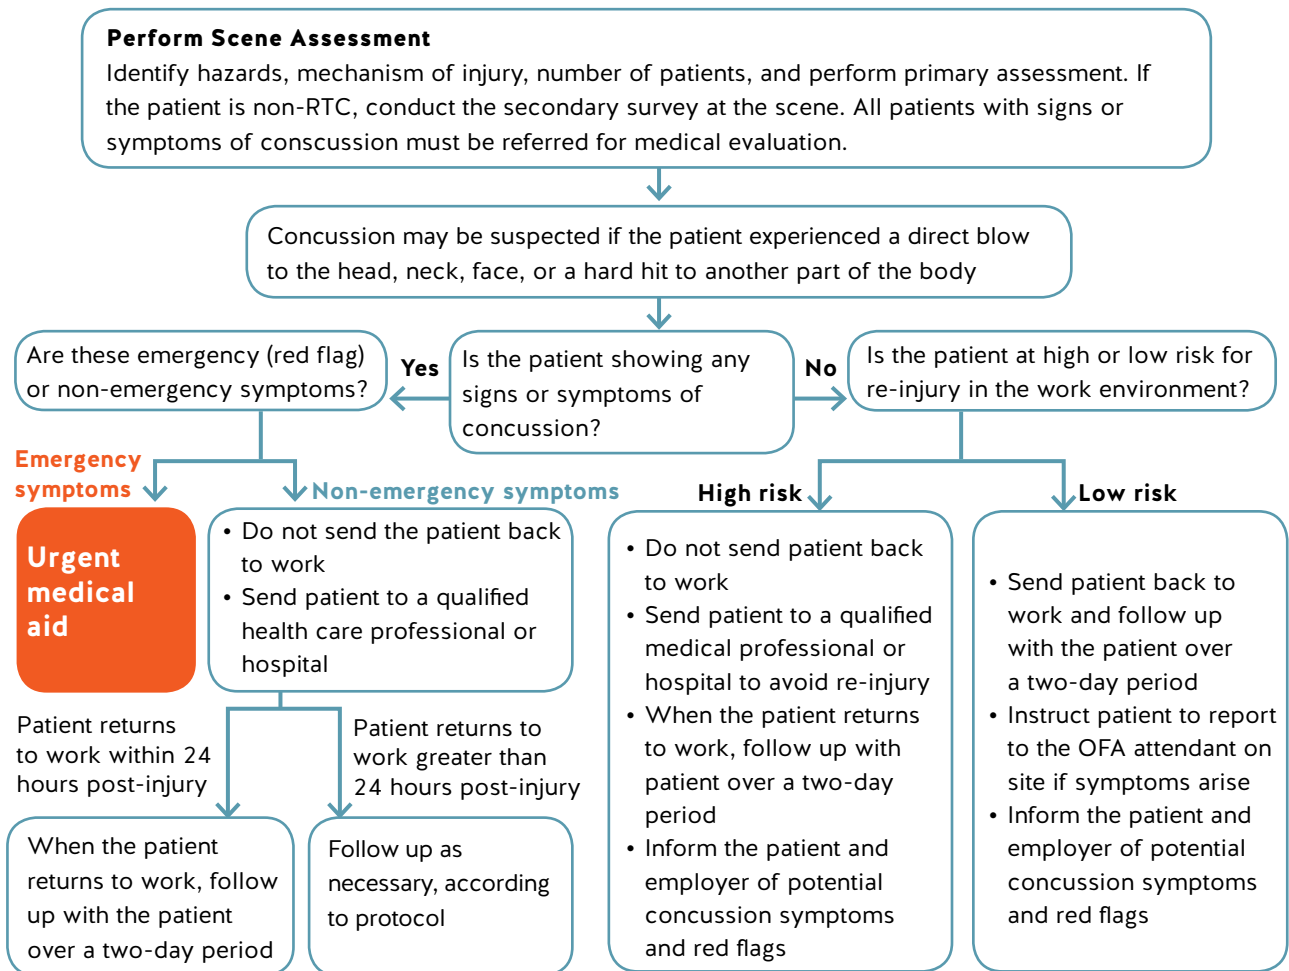 Perform Scene Assessment
Identify hazards, mechanism of injury, number of patients, and perform primary assessment. If
the patient is non-RTC, conduct the secondary survey at the scene. All patients with signs or
symptoms of conscussion must be referred for medical evaluation.
Concussion may be suspected if the patient experienced a direct blow
to the head, neck, face, or a hard hit to another part of the body
Are these emergency (red flag)
or non-emergency symptoms?
Yes
Is the patient showing any
signs or symptoms of
concussion?
No
Is the patient at high or low risk for
re-injury in the work environment?
Emergency
symptoms
Non-emergency symptoms
High risk
Low risk
Urgent
medical
aid
• Do not send the patient back
to work
• Send patient to a qualified
health care professional or
hospital
• Do not send patient back
to work
• Send patient to a qualified
medical professional or
hospital to avoid re-injury
• When the patient returns
to work, follow up with
patient over a two-day
period
• Inform the patient and
employer of potential
concussion symptoms
and red flags
• Send patient back to
work and follow up
with the patient over
a two-day period
• Instruct patient to report
to the OFA attendant on
site if symptoms arise
• Inform the patient and
employer of potential
concussion symptoms
and red flags
Patient returns
to work within 24
hours post-injury
Patient returns to
work greater than
24 hours post-injury
When the patient
returns to work, follow
up with the patient
over a two-day period
Follow up as
necessary, according
to protocol